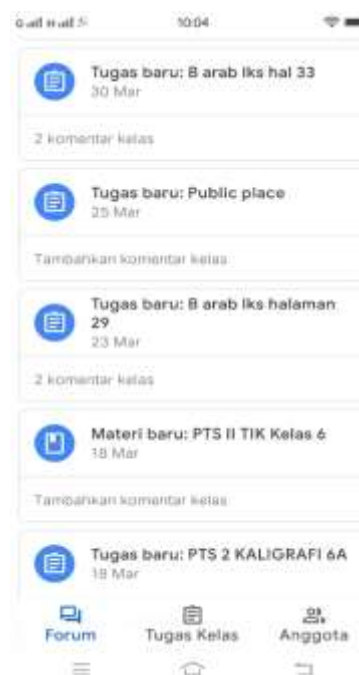 10:04
Tugas baru: B arab lks hal 33
30 Mar
2 komentar kelas
Tugas baru: Public place
25 Mar
Tambahkan komentar kelas
Tugas baru: B arab lks halaman
29
23 Mar
2 komentar kelas
Materi baru: PTS II TIK Kelas 6
18 Mar
Tambahkan komentar kelas
Tugas baru: PTS 2 KALIGRAFI 6A
18 Mar
Forum
Tugas Kelas
Anggota